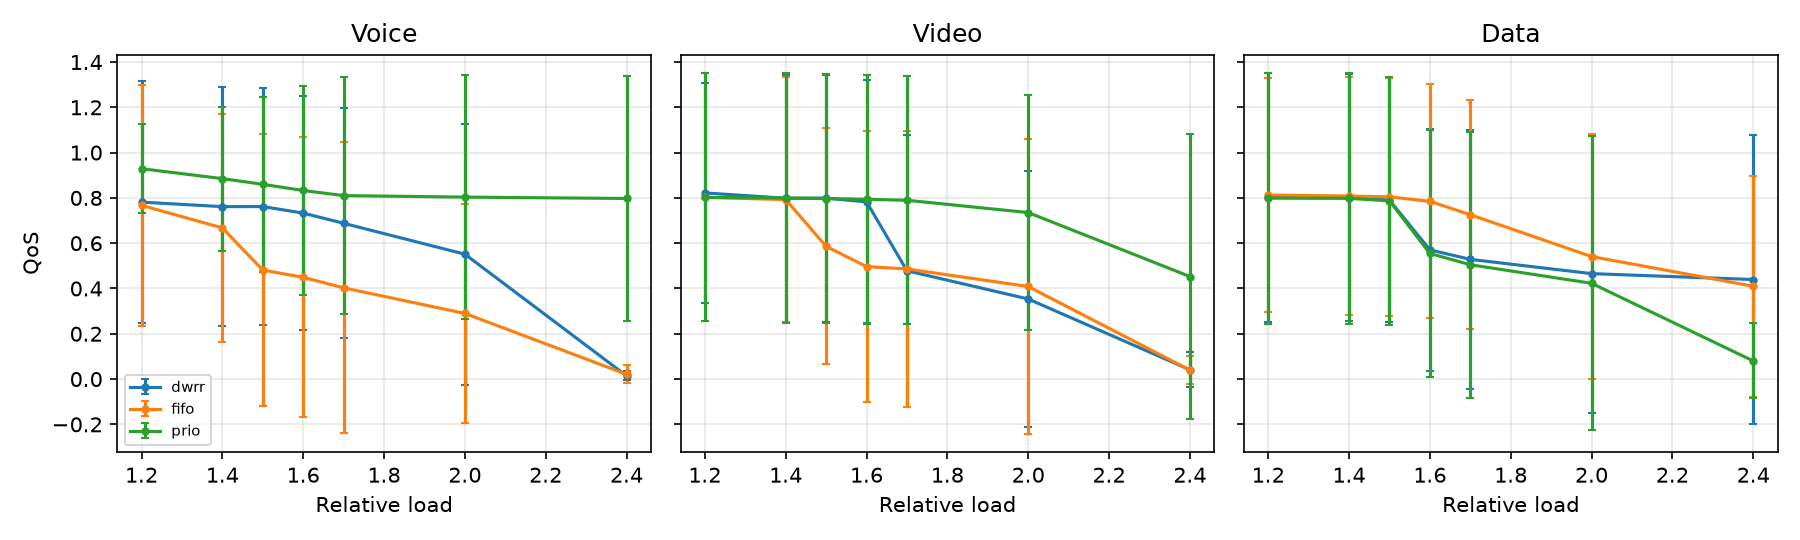 Voice
Video
Data
QoS
1.4
1.2
1.0
0.8
0.6
0.4
0.2
0.0
−0.2
dwrr
fifo
prio
1.2 1.4 1.6 1.8 2.0 2.2 2.4
1.2 1.4 1.6 1.8 2.0 2.2 2.4
1.2 1.4 1.6 1.8 2.0 2.2 2.4
Relative load
Relative load
Relative load